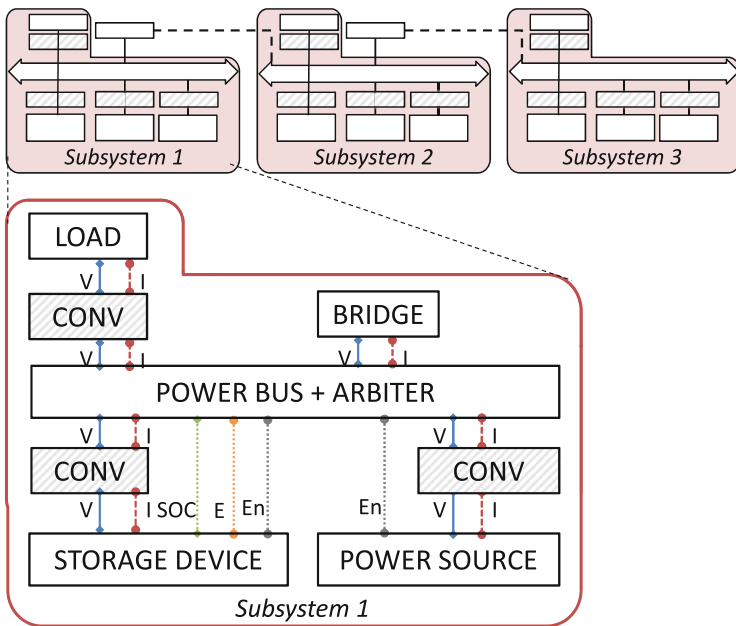 Subsystem 1 Subsystem 2 Subsystem 3
LOAD
V I
CONV BRIDGE
V I V I
POWER BUS + ARBITER
V I V I
CONV CONV
V I SOC E En En V I
STORAGE DEVICE POWER SOURCE
Subsystem 1